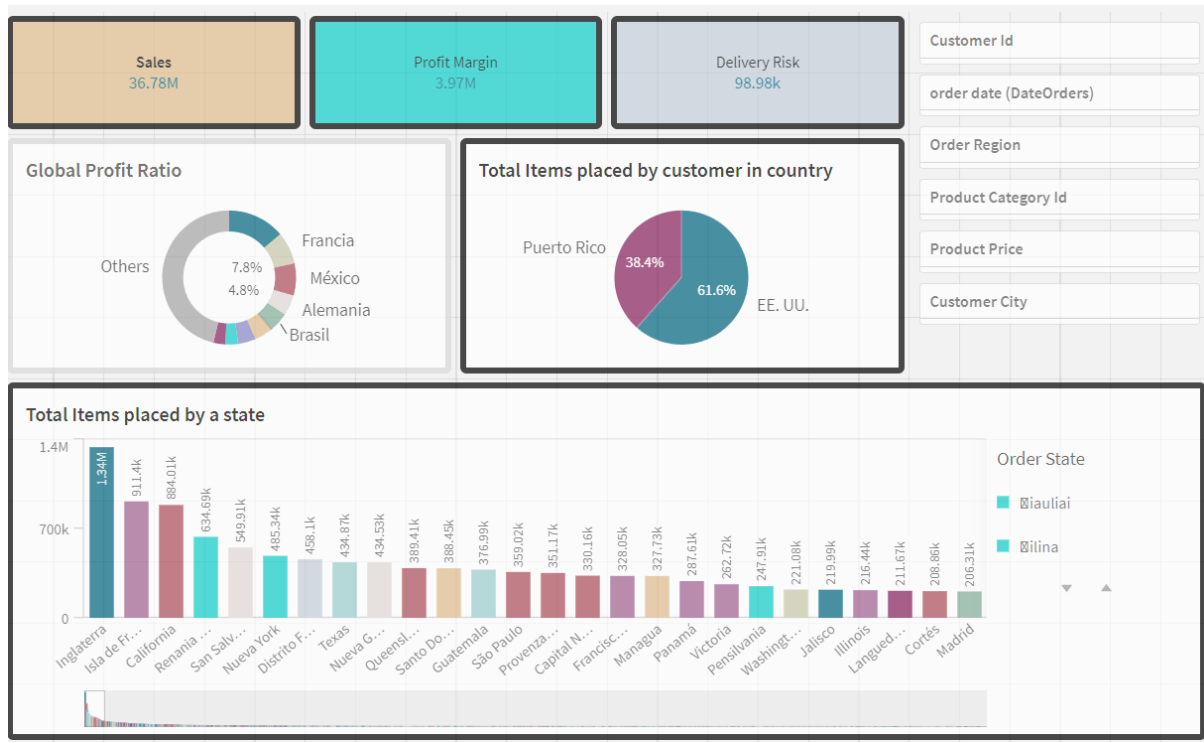 Sales
36.78M
Profit Margin
3.97M
Delivery Risk
98.98k
Customer Id
order date (DateOrders)
Order Region
Product Category Id
Product Price
Customer City
Global Profit Ratio
Others
7.8%
4.8%
Francia
México
Alemania
Brasil
Total Items placed by customer in country
Puerto Rico
38.4%
61.6%
EE. UU.
Total Items placed by a state
1.4M
700k
0
1.34M
911.4k
884.01k
634.69k
549.91k
485.34k
458.1k
434.87k
434.53k
389.41k
388.45k
376.99k
359.02k
351.17k
330.16k
328.05k
327.73k
287.61k
262.72k
247.91k
221.08k
219.99k
216.44k
211.67k
208.86k
206.31k
Inglaterra
Isla de Fr...
California
Renania ...
San Salv...
Nueva York
Distrito F...
Texas
Nueva G...
Queensl...
Santo Do...
Guatemala
São Paulo
Provenza...
Capital N...
Francisc...
Managua
Panamá
Victoria
Pensilvania
Washingt...
Jalisco
Illinois
Langued...
Cortés
Madrid
Order State
iauliai
ilina